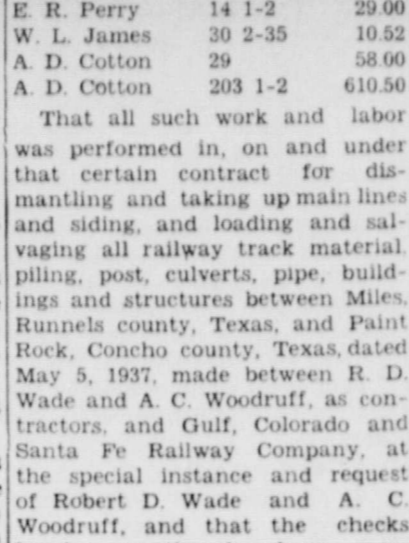 E. R. Perry 14 1-2 29.00
W. L. James 30 2-35 10.52
A. D. Cotton 29 58.00
A. D. Cotton 203 1-2 610.50
That all such work and labor
was performed in, on and under
that certain contract for dis-
mantling and taking up main lines
and siding, and loading and sal-
vaging all railway track material,
piling, post, culverts, pipe, build-
ings and structures between Miles,
Runnels county, Texas, and Paint
Rock, Concho county, Texas, dated
May 5, 1937, made between R. D.
Wade and A. C. Woodruff, as con-
tractors, and Gulf, Colorado and
Santa Fe Railway Company, at
the special instance and request
of Robert D. Wade and A. C.
Woodruff, and that the checks